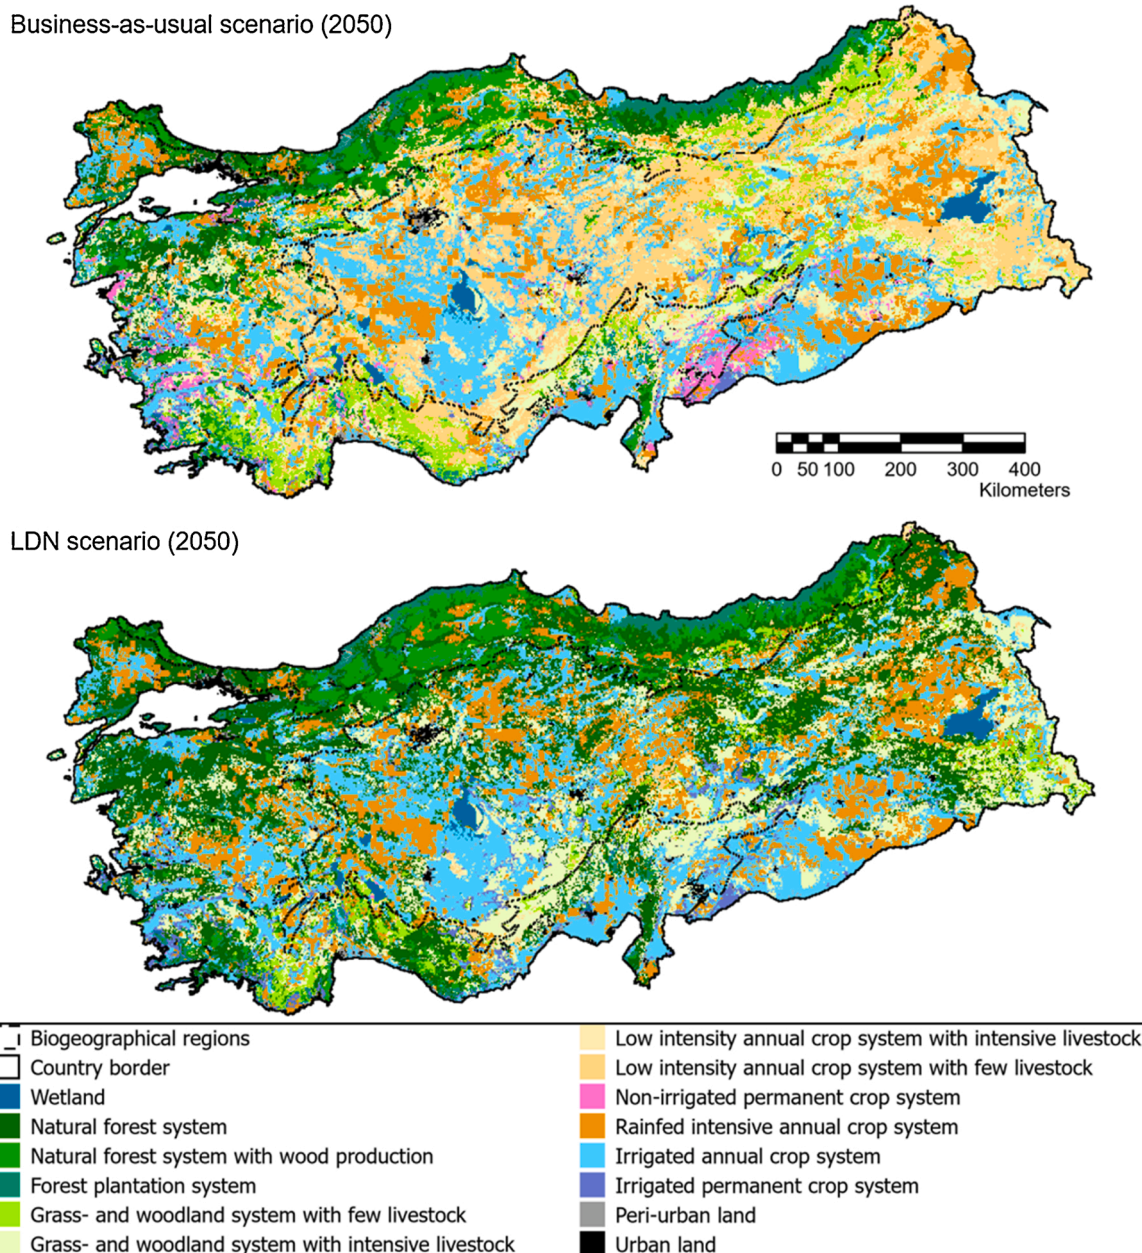 Business-as-usual scenario (2050)
0 50 100 200 300 400
Kilometers
LDN scenario (2050)
Biogeographical regions
Country border
Wetland
Natural forest system
Natural forest system with wood production
Forest plantation system
Grass- and woodland system with few livestock
Grass- and woodland system with intensive livestock
Low intensity annual crop system with intensive livestock
Low intensity annual crop system with few livestock
Non-irrigated permanent crop system
Rainfed intensive annual crop system
Irrigated annual crop system
Irrigated permanent crop system
Peri-urban land
Urban land